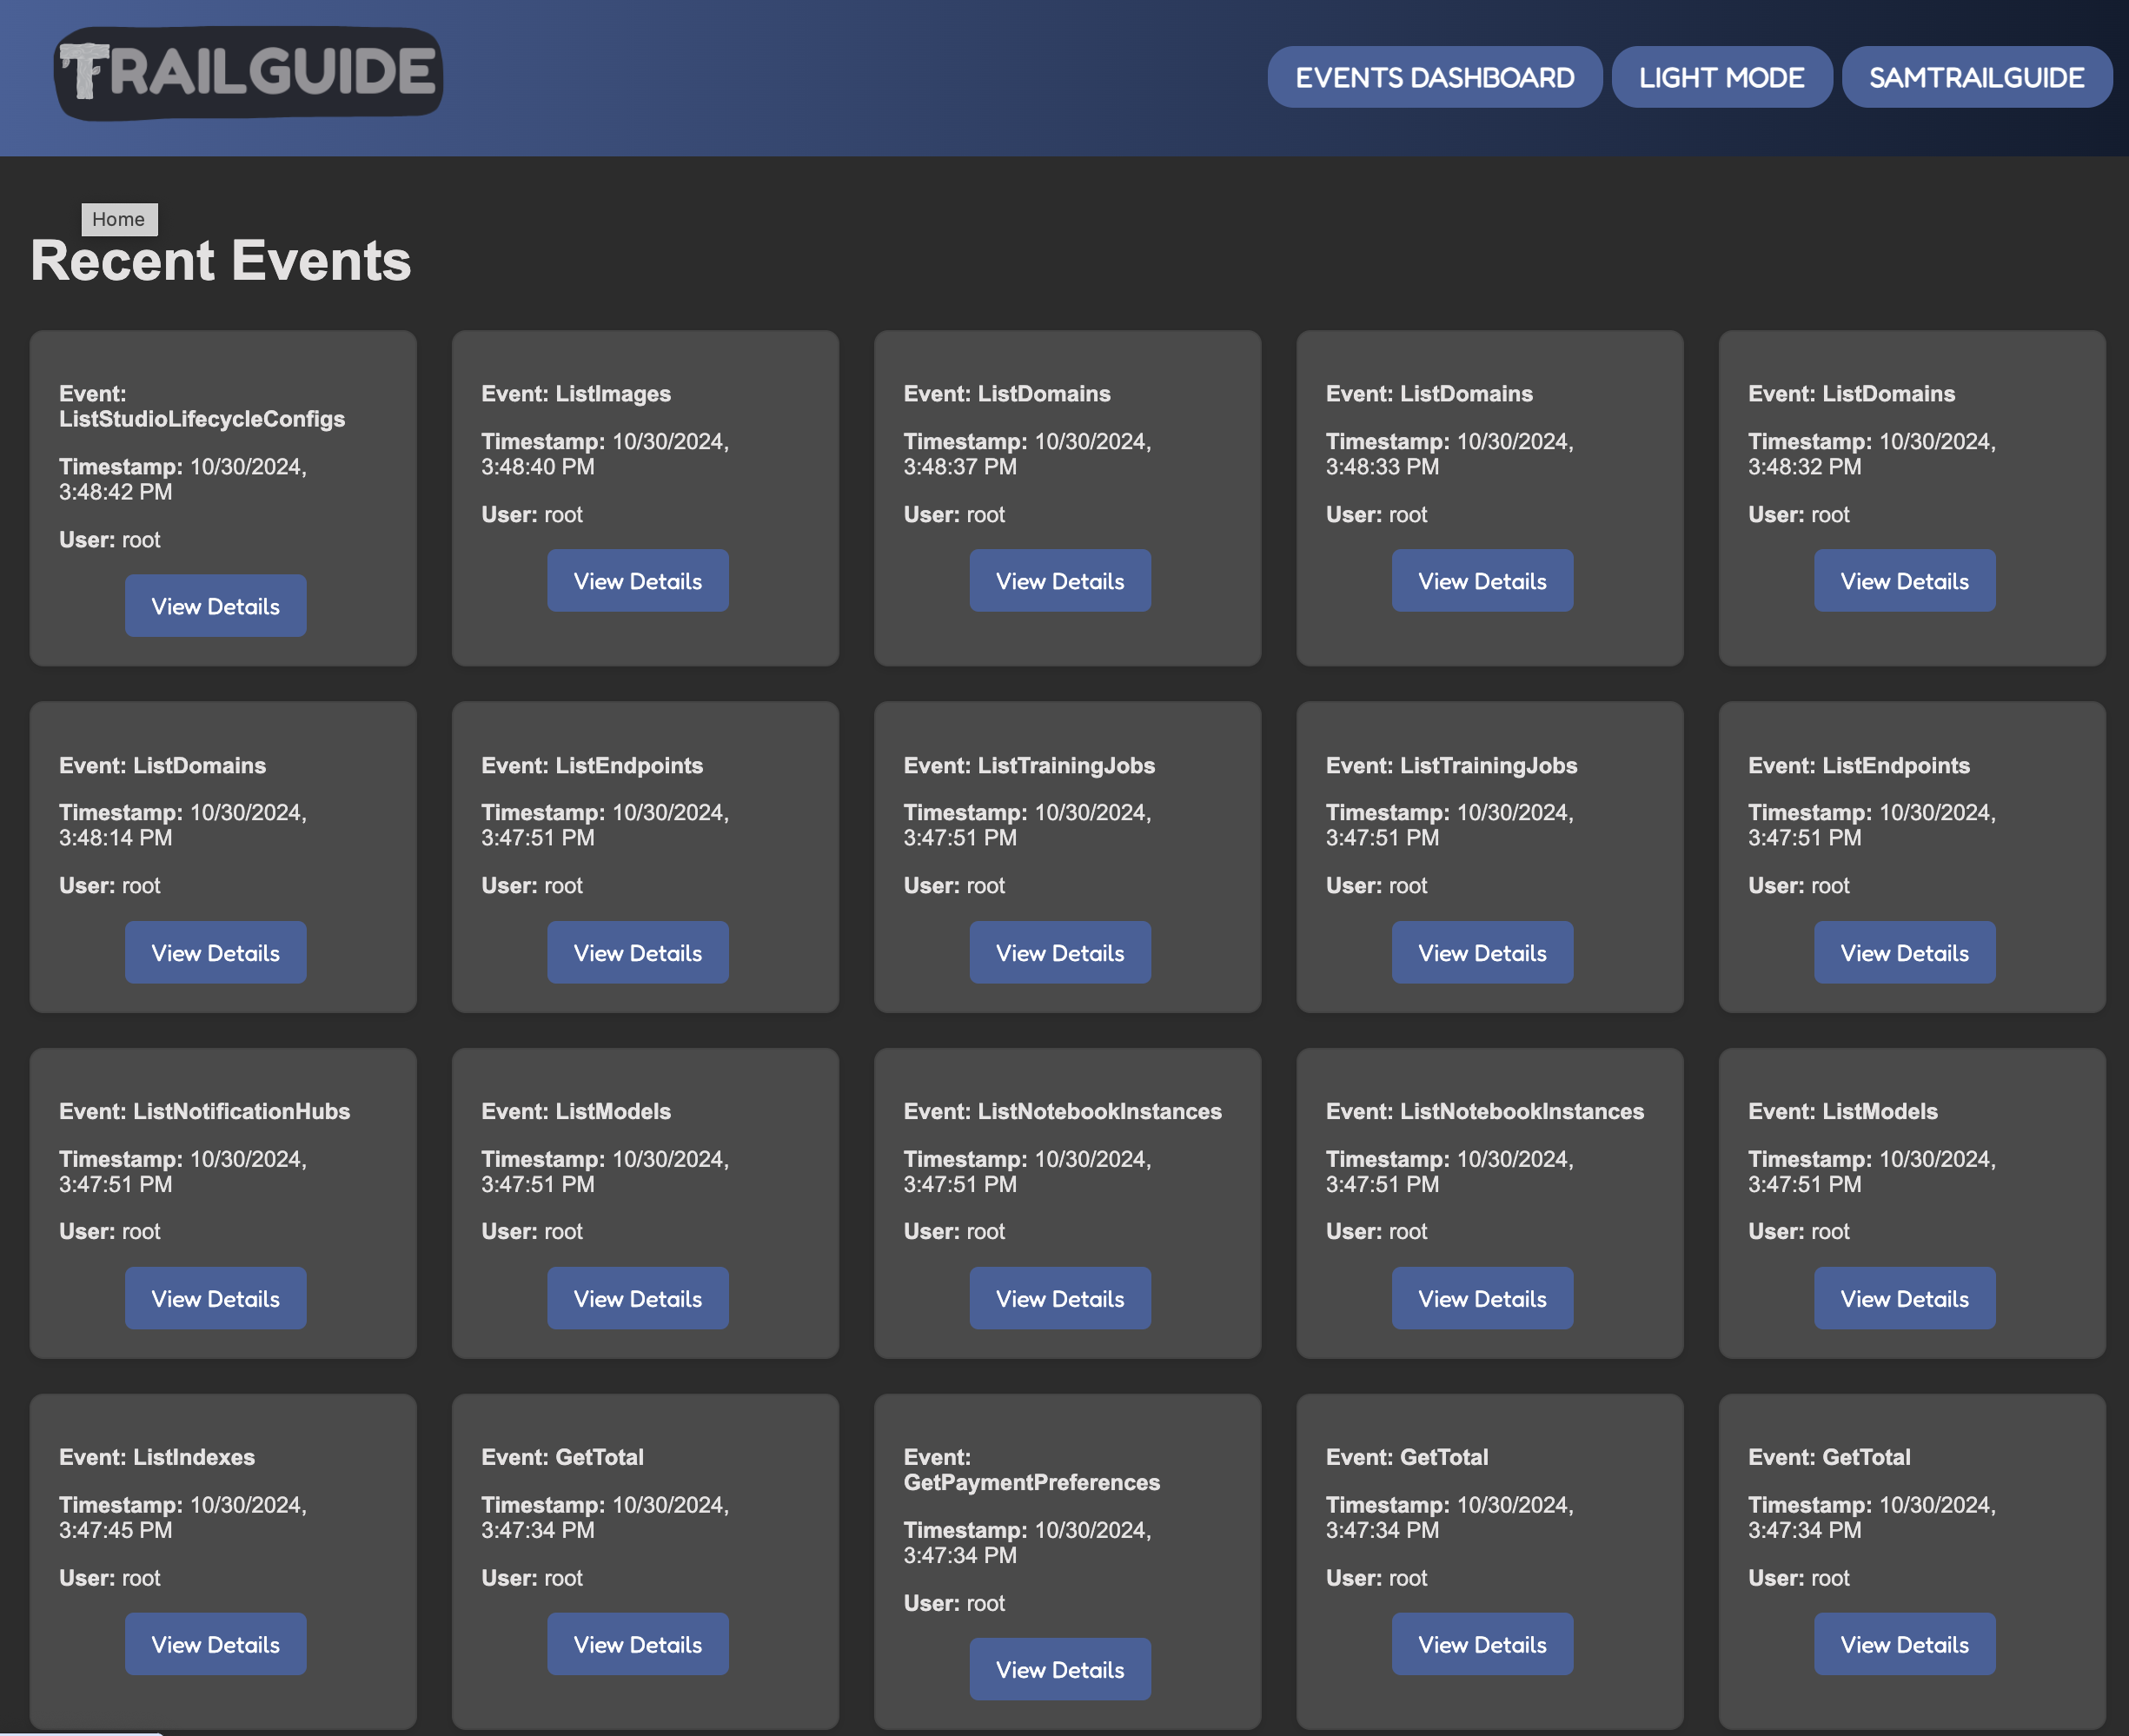 TRAILGUIDE
EVENTS DASHBOARD
LIGHT MODE
SAMTRAILGUIDE
Home
Recent Events
Event:
ListStudioLifecycleConfigs
Timestamp: 10/30/2024,
3:48:42 PM
User: root
View Details
Event: ListImages
Timestamp: 10/30/2024,
3:48:40 PM
User: root
View Details
Event: ListDomains
Timestamp: 10/30/2024,
3:48:37 PM
User: root
View Details
Event: ListDomains
Timestamp: 10/30/2024,
3:48:33 PM
User: root
View Details
Event: ListDomains
Timestamp: 10/30/2024,
3:48:32 PM
User: root
View Details
Event: ListDomains
Timestamp: 10/30/2024,
3:48:14 PM
User: root
View Details
Event: ListEndpoints
Timestamp: 10/30/2024,
3:47:51 PM
User: root
View Details
Event: ListTrainingJobs
Timestamp: 10/30/2024,
3:47:51 PM
User: root
View Details
Event: ListTrainingJobs
Timestamp: 10/30/2024,
3:47:51 PM
User: root
View Details
Event: ListEndpoints
Timestamp: 10/30/2024,
3:47:51 PM
User: root
View Details
Event: ListNotificationHubs
Timestamp: 10/30/2024,
3:47:51 PM
User: root
View Details
Event: ListModels
Timestamp: 10/30/2024,
3:47:51 PM
User: root
View Details
Event: ListNotebookInstances
Timestamp: 10/30/2024,
3:47:51 PM
User: root
View Details
Event: ListNotebookInstances
Timestamp: 10/30/2024,
3:47:51 PM
User: root
View Details
Event: ListModels
Timestamp: 10/30/2024,
3:47:51 PM
User: root
View Details
Event: ListIndexes
Timestamp: 10/30/2024,
3:47:45 PM
User: root
View Details
Event: GetTotal
Timestamp: 10/30/2024,
3:47:34 PM
User: root
View Details
Event:
GetPaymentPreferences
Timestamp: 10/30/2024,
3:47:34 PM
User: root
View Details
Event: GetTotal
Timestamp: 10/30/2024,
3:47:34 PM
User: root
View Details
Event: GetTotal
Timestamp: 10/30/2024,
3:47:34 PM
User: root
View Details